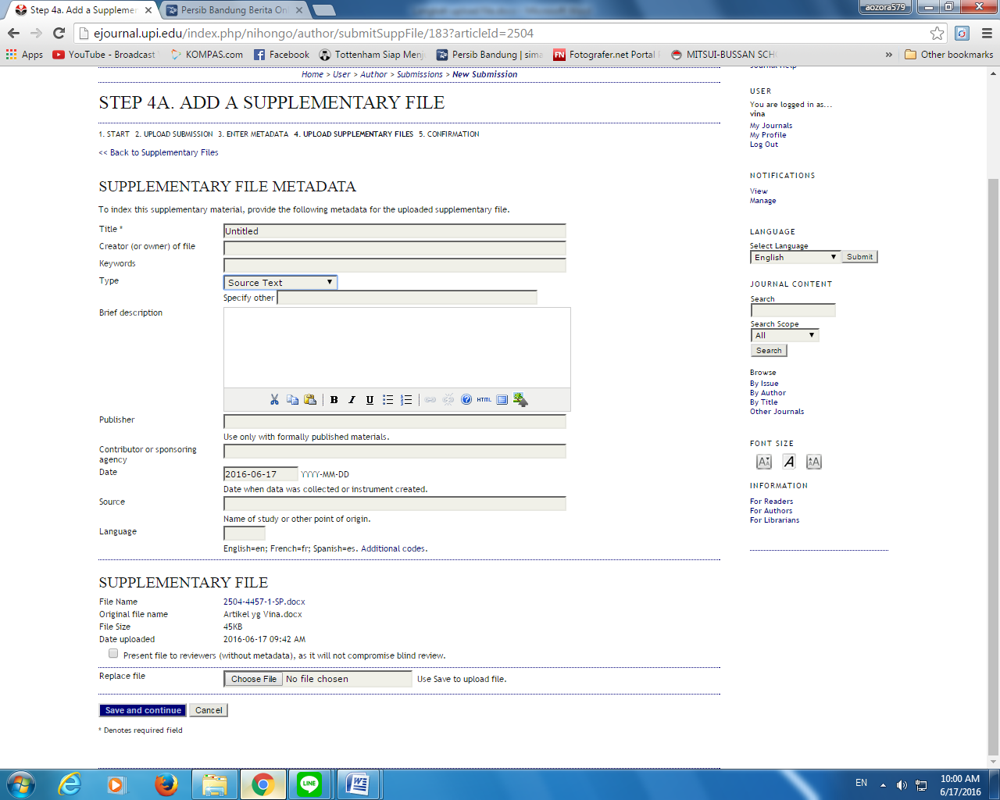 Step 4a. Add a Supplemer
Persib Bandung Berita On
aozora579
ejournal.upi.edu/index.php/nihongo/author/submitSuppFile/183?articleId=2504
Apps
YouTube - Broadcast
KOMPAS.com
Facebook
Tottenham Siap Menj
Persib Bandung | sima
Fotografer.net Portal
MITSUI-BUSSAN SCH
»
Other bookmarks
Home > User > Author > Submissions > New Submission
STEP 4A. ADD A SUPPLEMENTARY FILE
1. START 2. UPLOAD SUBMISSION 3. ENTER METADATA 4. UPLOAD SUPPLEMENTARY FILES 5. CONFIRMATION
<< Back to Supplementary Files
SUPPLEMENTARY FILE METADATA
To index this supplementary material, provide the following metadata for the uploaded supplementary file.
Title *
Untitled
Creator (or owner) of file
Keywords
Type
Source Text
Specify other
Brief description
B I U
HTML
Publisher
Use only with formally published materials.
Contributor or sponsoring
agency
Date
2016-06-17 YYYY-MM-DD
Date when data was collected or instrument created.
Source
Name of study or other point of origin.
Language
English=en; French=fr; Spanish=es. Additional codes.
SUPPLEMENTARY FILE
File Name 2504-4457-1-SP.docx
Original file name Artikel yg Vina.docx
File Size 45KB
Date uploaded 2016-06-17 09:42 AM
Present file to reviewers (without metadata), as it will not compromise blind review.
Replace file Choose File No file chosen Use Save to upload file.
Save and continue Cancel
* Denotes required field
Journal Help
USER
You are logged in as...
vina
My Journals
My Profile
Log Out
NOTIFICATIONS
View
Manage
LANGUAGE
Select Language
English Submit
JOURNAL CONTENT
Search
Search Scope
All
Search
Browse
By Issue
By Author
By Title
Other Journals
FONT SIZE
INFORMATION
For Readers
For Authors
For Librarians
LINE
EN
10:00 AM
6/17/2016